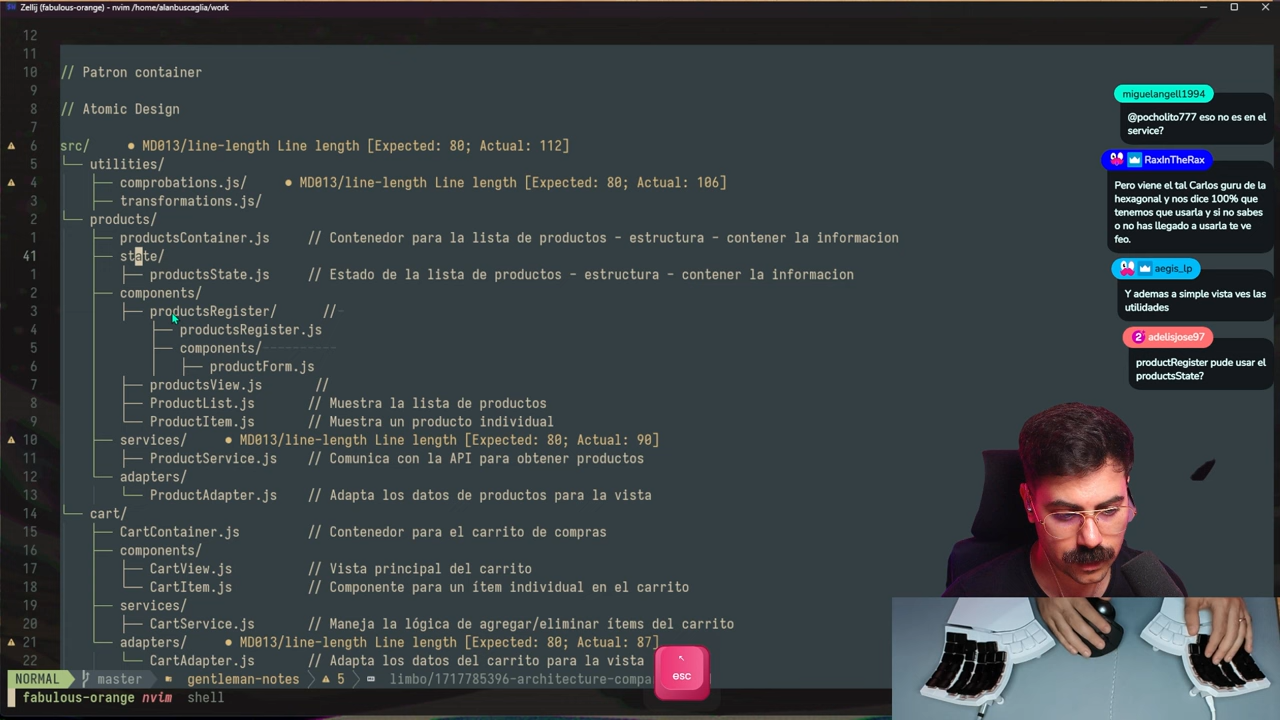 Zellij (fabulous-orange) - nvim /home/alanbuscaglia/work
12
11
10 // Patron container
9
8 // Atomic Design
7
6 src/ ● MD013/line-length Line length [Expected: 80; Actual: 112]
5 └── utilities/
4 ├── comprobations.js/ ● MD013/line-length Line length [Expected: 80; Actual: 106]
3 ├── transformations.js/
2 └── products/
1 ├── productsContainer.js // Contenedor para la lista de productos - estructura - contener la informacion
41 ├── state/
1 ├── productsState.js // Estado de la lista de productos - estructura - contener la informacion
2 ├── components/
3 ├── productsRegister/ //-
4 ├── productsRegister.js
5 ├── components/----------
6 ├── productForm.js
7 ├── productsView.js //
8 ├── ProductList.js // Muestra la lista de productos
9 └── ProductItem.js // Muestra un producto individual
10 ├── services/ ● MD013/line-length Line length [Expected: 80; Actual: 90]
11 ├── ProductService.js // Comunica con la API para obtener productos
12 └── adapters/
13 └── ProductAdapter.js // Adapta los datos de productos para la vista
14 └── cart/
15 ├── CartContainer.js // Contenedor para el carrito de compras
16 ├── components/
17 ├── CartView.js // Vista principal del carrito
18 └── CartItem.js // Componente para un ítem individual en el carrito
19 ├── services/
20 ├── CartService.js // Maneja la lógica de agregar/eliminar ítems del carrito
21 └── adapters/ ● MD013/line-length Line length [Expected: 80; Actual: 87]
22 └── CartAdapter.js // Adapta los datos del carrito para la vista
NORMAL master gentleman-notes 5 limbo/1717785396-architecture-compa
fabulous-orange nvim shell
esc
miguelangell1994
@pocholito777 eso no es en el
service?
RaxInTheRax
Pero viene el tal Carlos guru de la
hexagonal y nos dice 100% que
tenemos que usarla y si no sabes
o no has llegado a usarla te ve
feo.
aegis_lp
Y ademas a simple vista ves las
utilidades
2 adelisjose97
productRegister pude usar el
productsState?